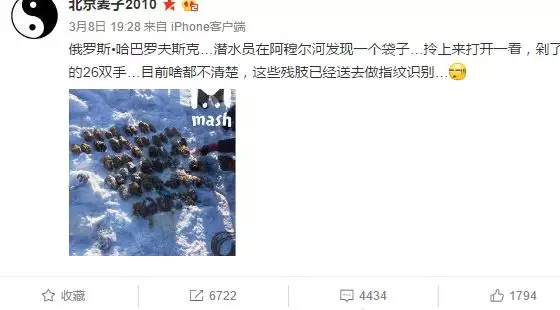 北京麦子2010
3月8日 19:28 来自 iPhone客户端
俄罗斯•哈巴罗夫斯克...潜水员在阿穆尔河发现一个袋子...拎上来打开一看，剁了
的26双手...目前啥都不清楚，这些残肢已经送去做指纹识别...
mash
收藏
6722
4434
1794